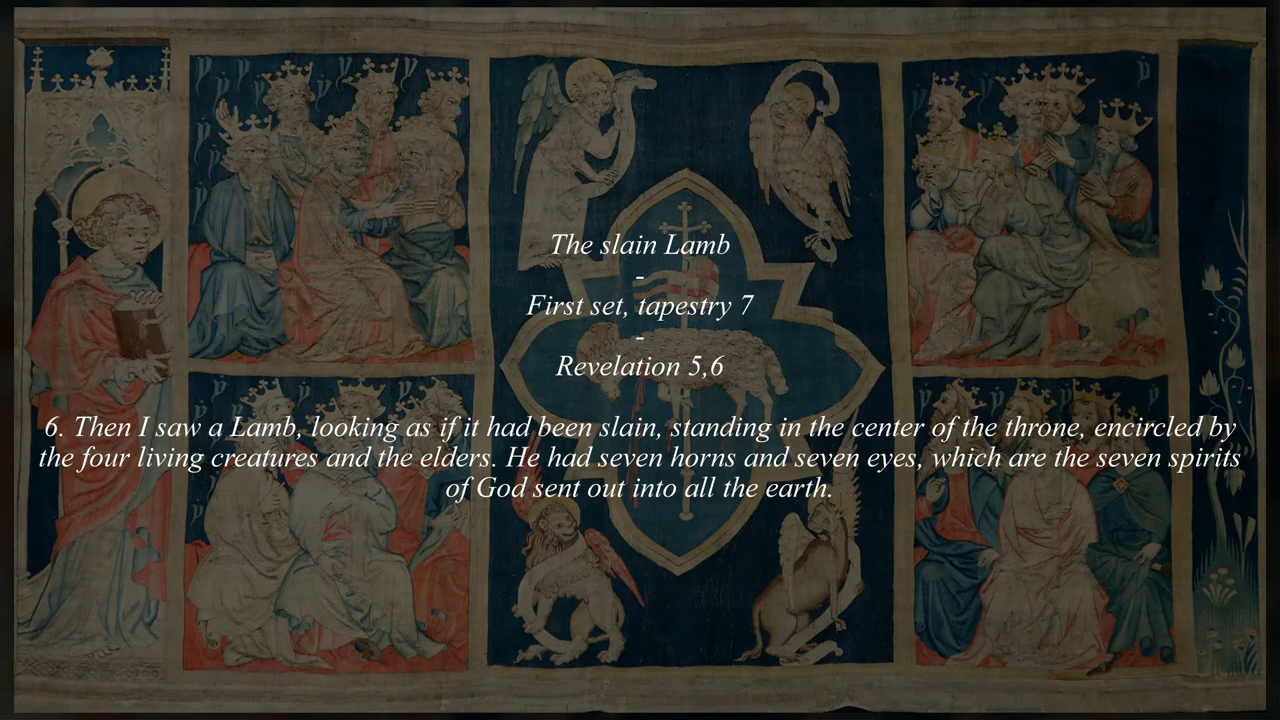 The slain Lamb
-
First set, tapestry 7
-
Revelation 5,6
6. Then I saw a Lamb, looking as if it had been slain, standing in the center of the throne, encircled by
the four living creatures and the elders. He had seven horns and seven eyes, which are the seven spirits
of God sent out into all the earth.